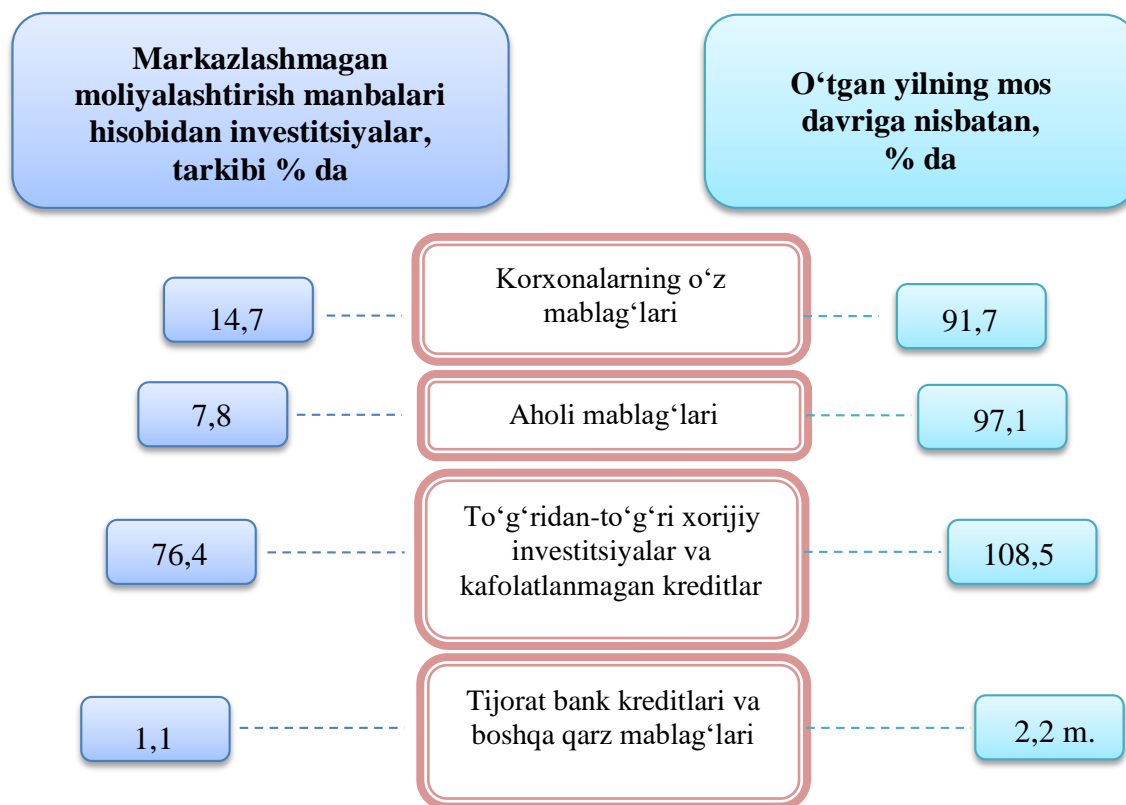 Markazlashmagan
moliyalashtirish manbalari
hisobidan investitsiyalar,
tarkibi % da
O‘tgan yilning mos
davriga nisbatan,
% da
14,7
Korxonalarning o‘z
mablag‘lari
91,7
7,8
Aholi mablag‘lari
97,1
76,4
To‘g‘ridan-to‘g‘ri xorijiy
investitsiyalar va
kafolatlanmagan kreditlar
108,5
1,1
Tijorat bank kreditlari va
boshqa qarz mablag‘lari
2,2 m.